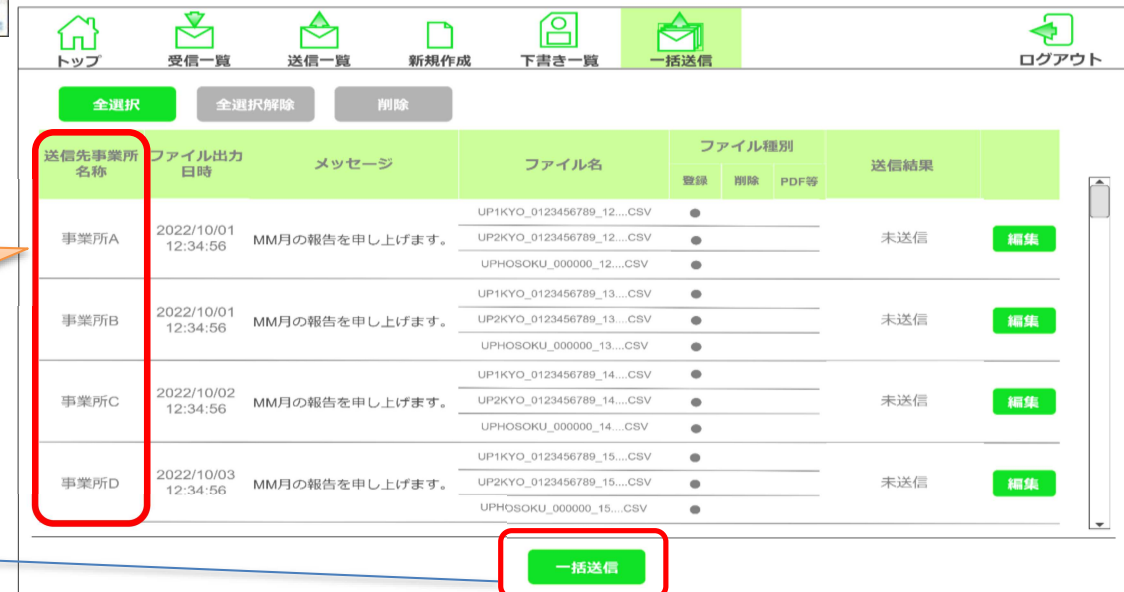 トップ 受信一覧 送信一覧 新規作成 下書き一覧 一括送信 ログアウト
全選択 全選択解除 削除
送信先事業所
名称
ファイル出力
日時
メッセージ
ファイル名
ファイル種別
登録 削除 PDF等
送信結果
事業所A
2022/10/01
12:34:56
MM月の報告を申し上げます。
UP1KYO_0123456789_12....CSV ●
UP2KYO_0123456789_12....CSV ●
UPHOSOKU_000000_12....CSV ●
未送信
編集
事業所B
2022/10/01
12:34:56
MM月の報告を申し上げます。
UP1KYO_0123456789_13....CSV ●
UP2KYO_0123456789_13....CSV ●
UPHOSOKU_000000_13....CSV ●
未送信
編集
事業所C
2022/10/02
12:34:56
MM月の報告を申し上げます。
UP1KYO_0123456789_14....CSV ●
UP2KYO_0123456789_14....CSV ●
UPHOSOKU_000000_14....CSV ●
未送信
編集
事業所D
2022/10/03
12:34:56
MM月の報告を申し上げます。
UP1KYO_0123456789_15....CSV ●
UP2KYO_0123456789_15....CSV ●
UPHOSOKU_000000_15....CSV ●
未送信
編集
一括送信